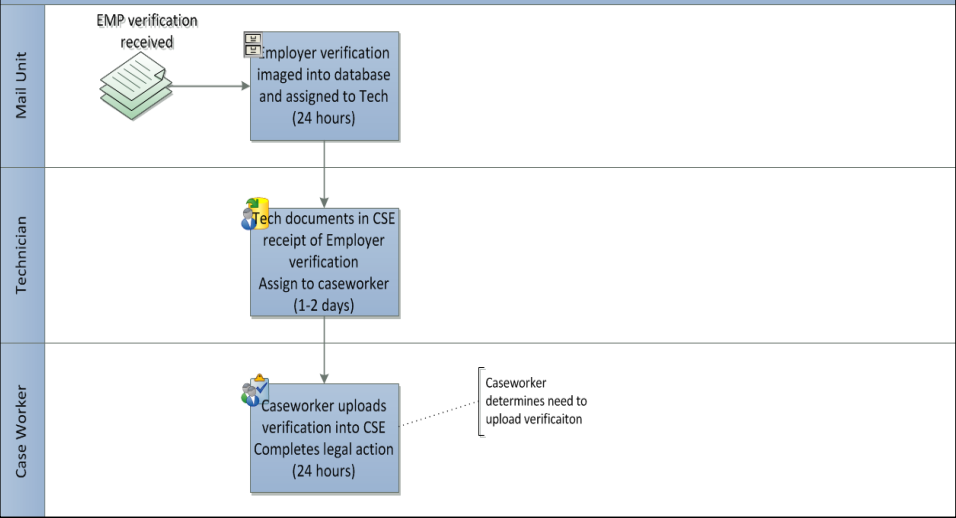 Mail Unit
EMP verification
received
Employer verification
imaged into database
and assigned to Tech
(24 hours)
Technician
Tech documents in CSE
receipt of Employer
verification
Assign to caseworker
(1-2 days)
Case Worker
Caseworker uploads
verification into CSE
Completes legal action
(24 hours)
Caseworker
determines need to
upload verificaiton